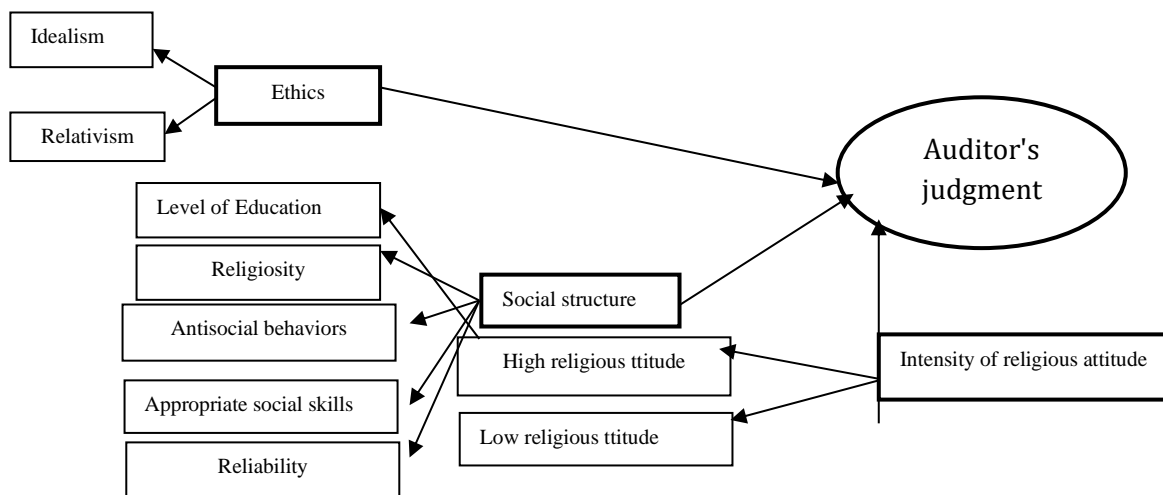 Idealism
Ethics
Relativism
Auditor's
judgment
Level of Education
Religiosity
Social structure
Antisocial behaviors
High religious ttitude
Intensity of religious attitude
Appropriate social skills
Low religious ttitude
Reliability